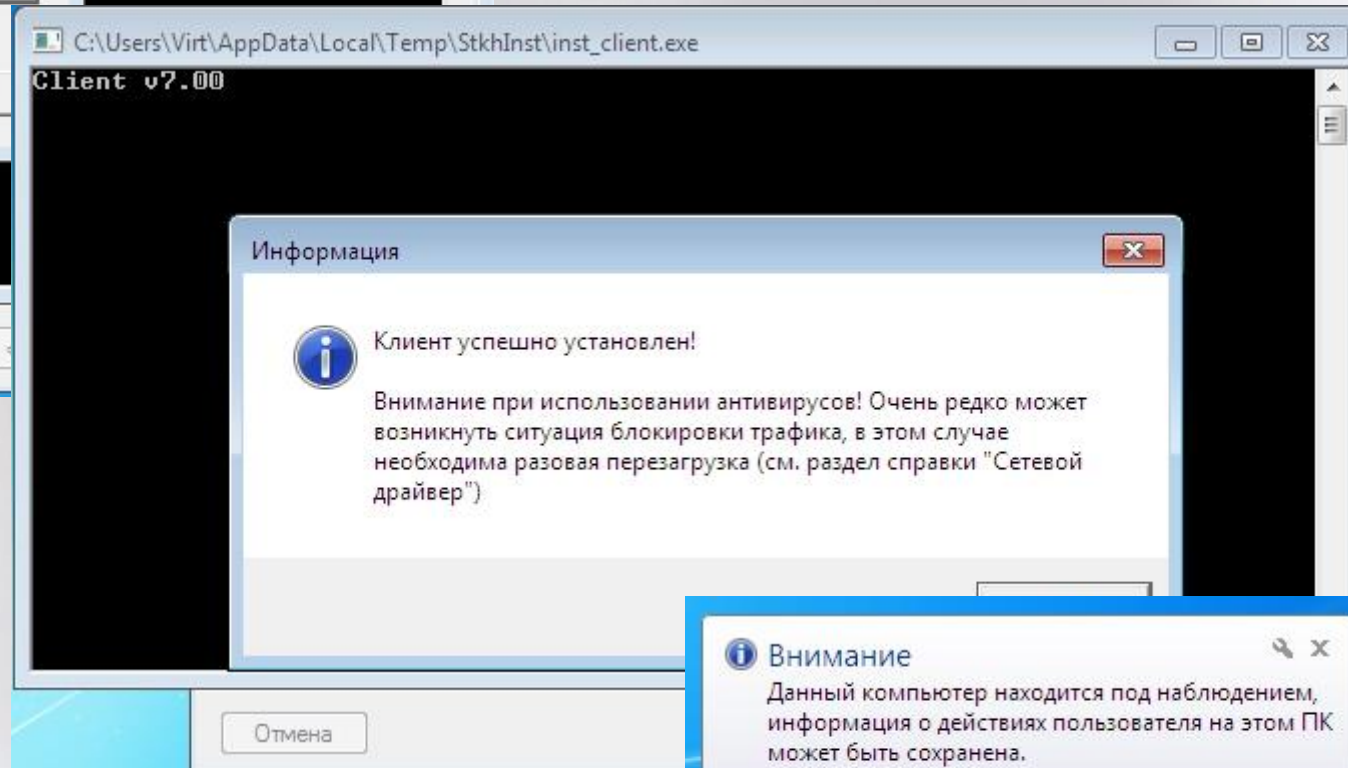 C:\Users\Virt\AppData\Local\Temp\StkhInst\inst_client.exe
Client v7.00
Информация
Клиент успешно установлен!
Внимание при использовании антивирусов! Очень редко может
возникнуть ситуация блокировки трафика, в этом случае
необходима разовая перезагрузка (см. раздел справки "Сетевой
драйвер")
Внимание
Данный компьютер находится под наблюдением,
информация о действиях пользователя на этом ПК
может быть сохранена.
Отмена